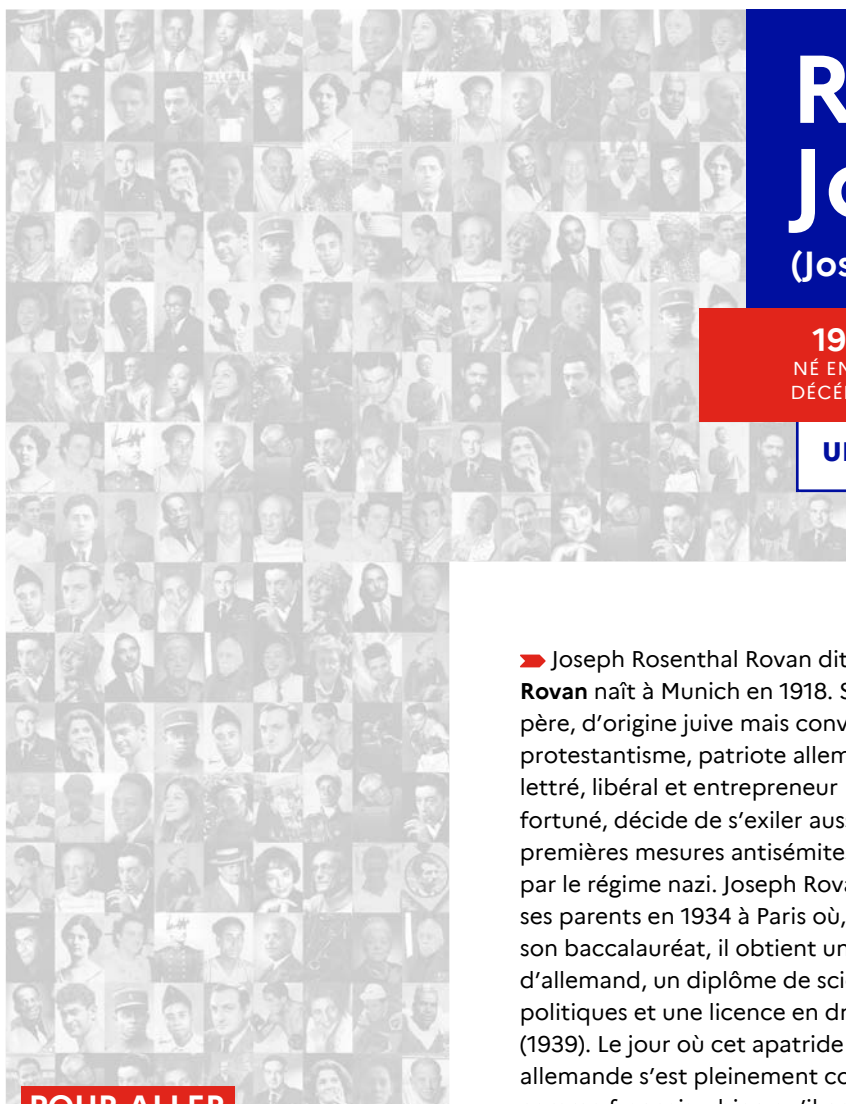 R
Jo
(Jos
19
NÉ EN
DÉCÉ
Joseph Rosenthal Rovan dit
Rovan naît à Munich en 1918. S
père, d'origine juive mais conv
protestantisme, patriote allem
lettré, libéral et entrepreneur
fortuné, décide de s'exiler auss
premières mesures antisémites
par le régime nazi. Joseph Rova
ses parents en 1934 à Paris où,
son baccalauréat, il obtient un
d'allemand, un diplôme de scie
politiques et une licence en dr
(1939). Le jour où cet apatride
allemande s'est pleinement co
POUR ALLER